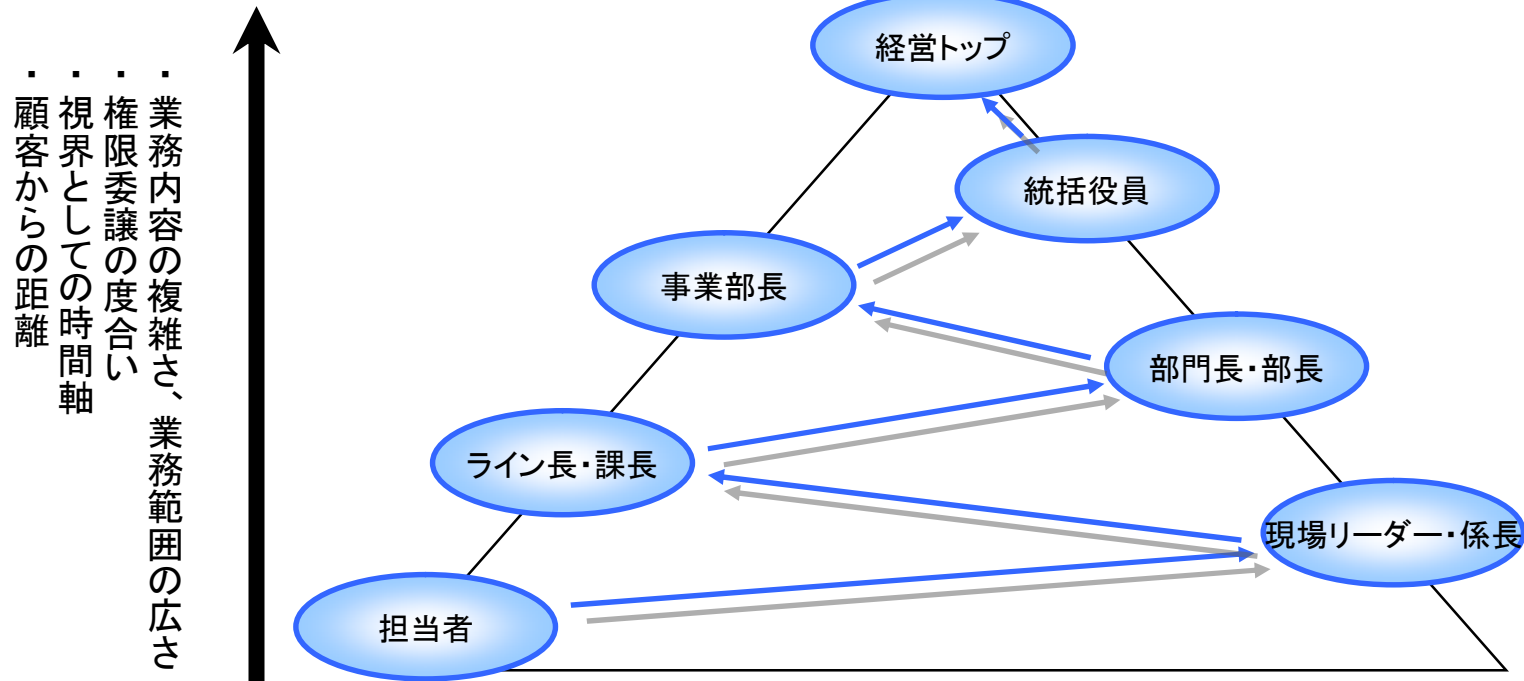 ・業務内容の複雑さ、業務範囲の広さ
・権限委譲の度合い
・視界としての時間軸
・顧客からの距離
経営トップ
統括役員
事業部長
部門長・部長
ライン長・課長
現場リーダー・係長
担当者